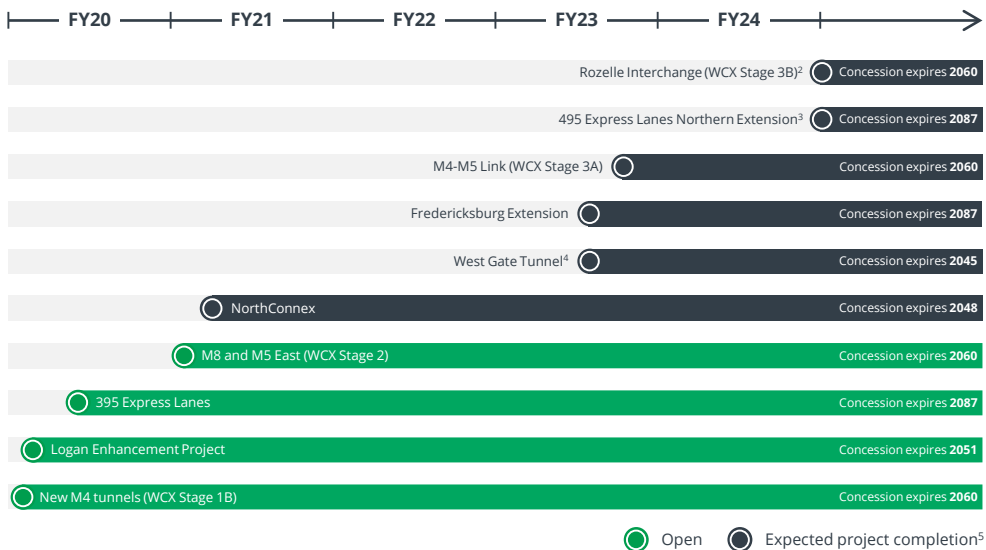 FY20 FY21 FY22 FY23 FY24
Rozelle Interchange (WCX Stage 3B)² Concession expires 2060
495 Express Lanes Northern Extension³ Concession expires 2087
M4-M5 Link (WCX Stage 3A) Concession expires 2060
Fredericksburg Extension Concession expires 2087
West Gate Tunnel⁴ Concession expires 2045
NorthConnex Concession expires 2048
M8 and M5 East (WCX Stage 2) Concession expires 2060
395 Express Lanes Concession expires 2087
Logan Enhancement Project Concession expires 2051
New M4 tunnels (WCX Stage 1B) Concession expires 2060
Open Expected project completion⁵